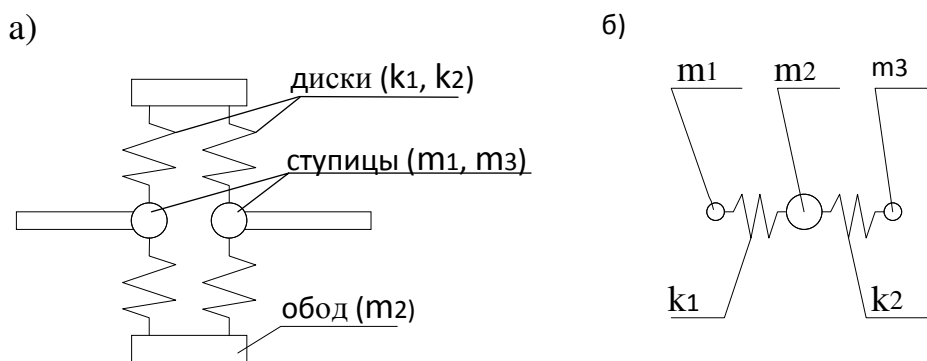 а)
диски (k1, k2)
ступицы (m1, m3)
обод (m2)
б)
m1 m2 m3
k1 k2